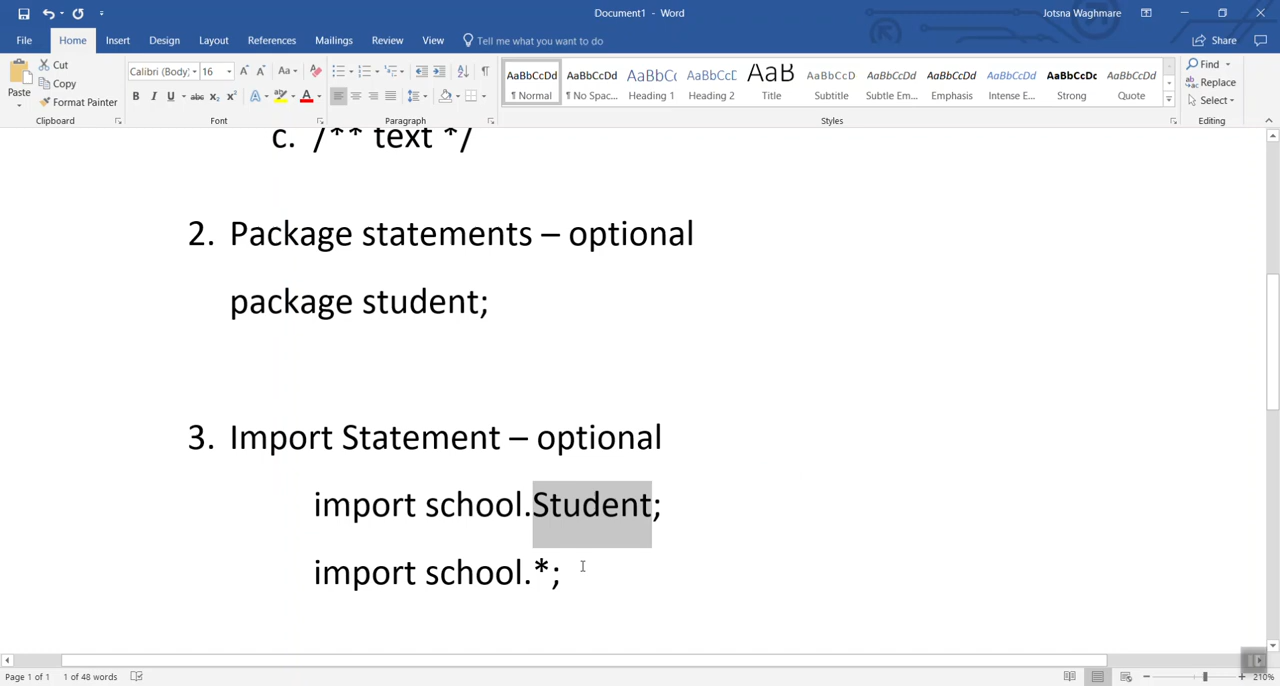 Document1 - Word
Jotsna Waghmare
File Home Insert Design Layout References Mailings Review View Tell me what you want to do Share
Paste Cut Copy Format Painter
Clipboard
Calibri (Body) 16
Font
Paragraph
AaBbCcDd AaBbCcDd AaBbCc AaBbCcD AaB AaBbCcD AaBbCcDd AaBbCcDd AaBbCcDd AaBbCcDc AaBbCcDd
¶ Normal ¶ No Spac... Heading 1 Heading 2 Title Subtitle Subtle Em... Emphasis Intense E... Strong Quote
Styles
Find
Replace
Select
Editing
c. /** text */
2. Package statements – optional
package student;
3. Import Statement – optional
import school.Student;
import school.*;
Page 1 of 1 1 of 48 words 210%